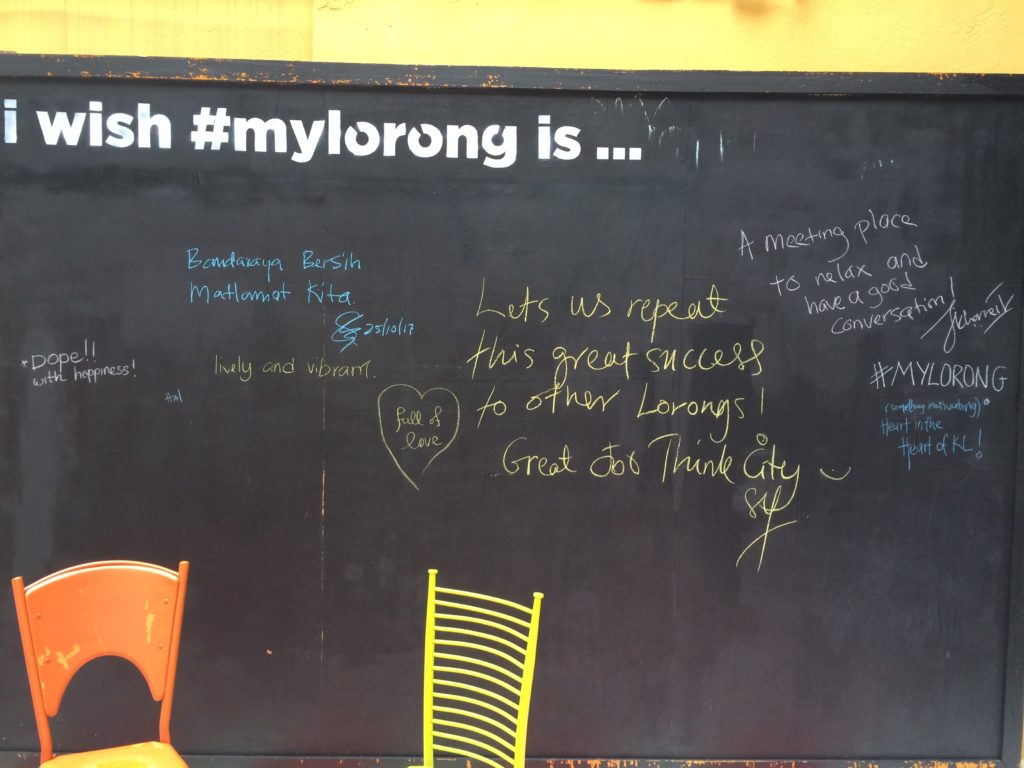 i wish #mylorong is ...
A meeting place
to relax and
have a good
conversation!
Bandaraya Bersih
Matlamat Kita.
25/10/17
Lets us repeat
this great success
to other Lorongs!
Great Job Think City
*DOPE!!
with happiness!
lively and vibrant.
full of
love
#MYLORONG
(something motivating)
Heart in the
Heart of KL!